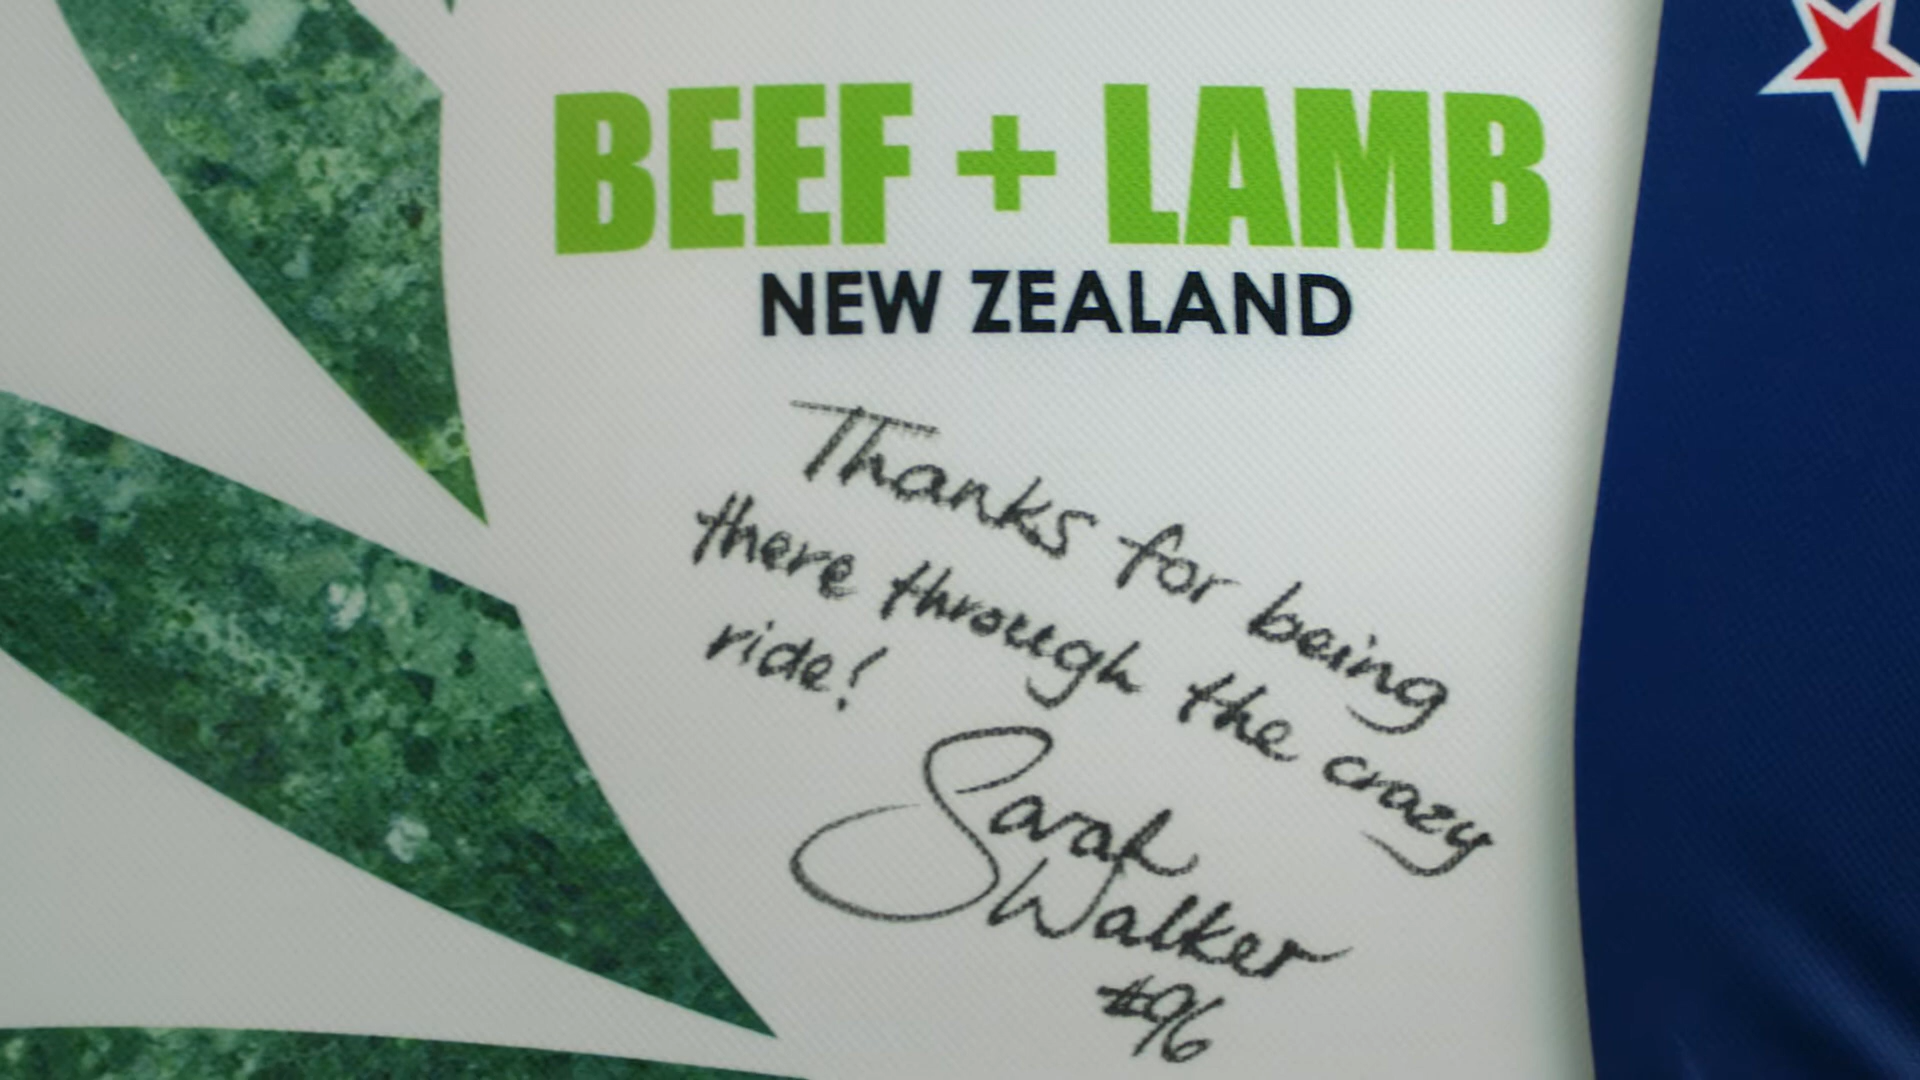 BEEF + LAMB
NEW ZEALAND
Thanks for being
there through the crazy
ride!
Sarah
Walker
#96